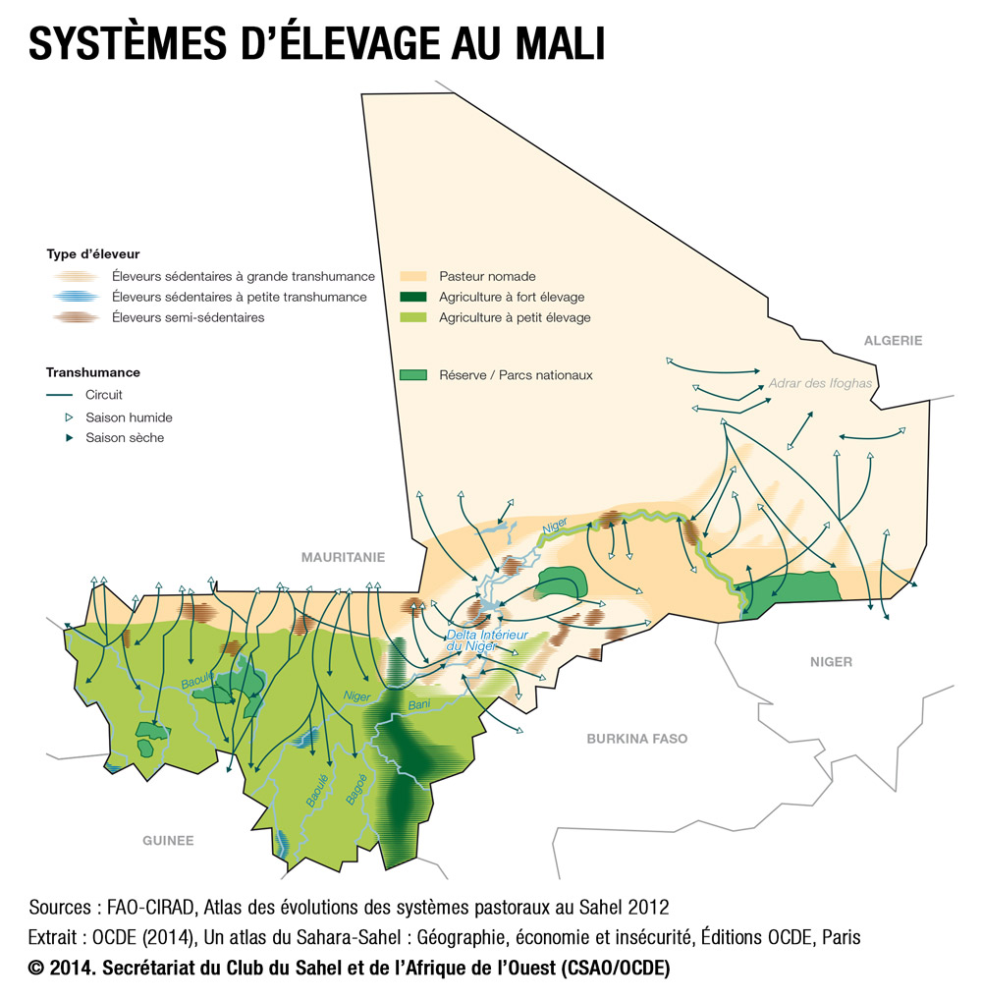 SYSTÈMES D'ÉLEVAGE AU MALI
Type d'éleveur
Éleveurs sédentaires à grande transhumance
Éleveurs sédentaires à petite transhumance
Éleveurs semi-sédentaires
Pasteur nomade
Agriculture à fort élevage
Agriculture à petit élevage
Transhumance
Circuit
Saison humide
Saison sèche
Réserve / Parcs nationaux
ALGERIE
Adrar des Ifoghas
Niger
MAURITANIE
Delta Intérieur
du Niger
Baoulé
Niger
Bani
NIGER
BURKINA FASO
Baoulé
Bagoé
GUINEE
Sources : FAO-CIRAD, Atlas des évolutions des systèmes pastoraux au Sahel 2012
Extrait : OCDE (2014), Un atlas du Sahara-Sahel : Géographie, économie et insécurité, Éditions OCDE, Paris
© 2014. Secrétariat du Club du Sahel et de l'Afrique de l'Ouest (CSAO/OCDE)